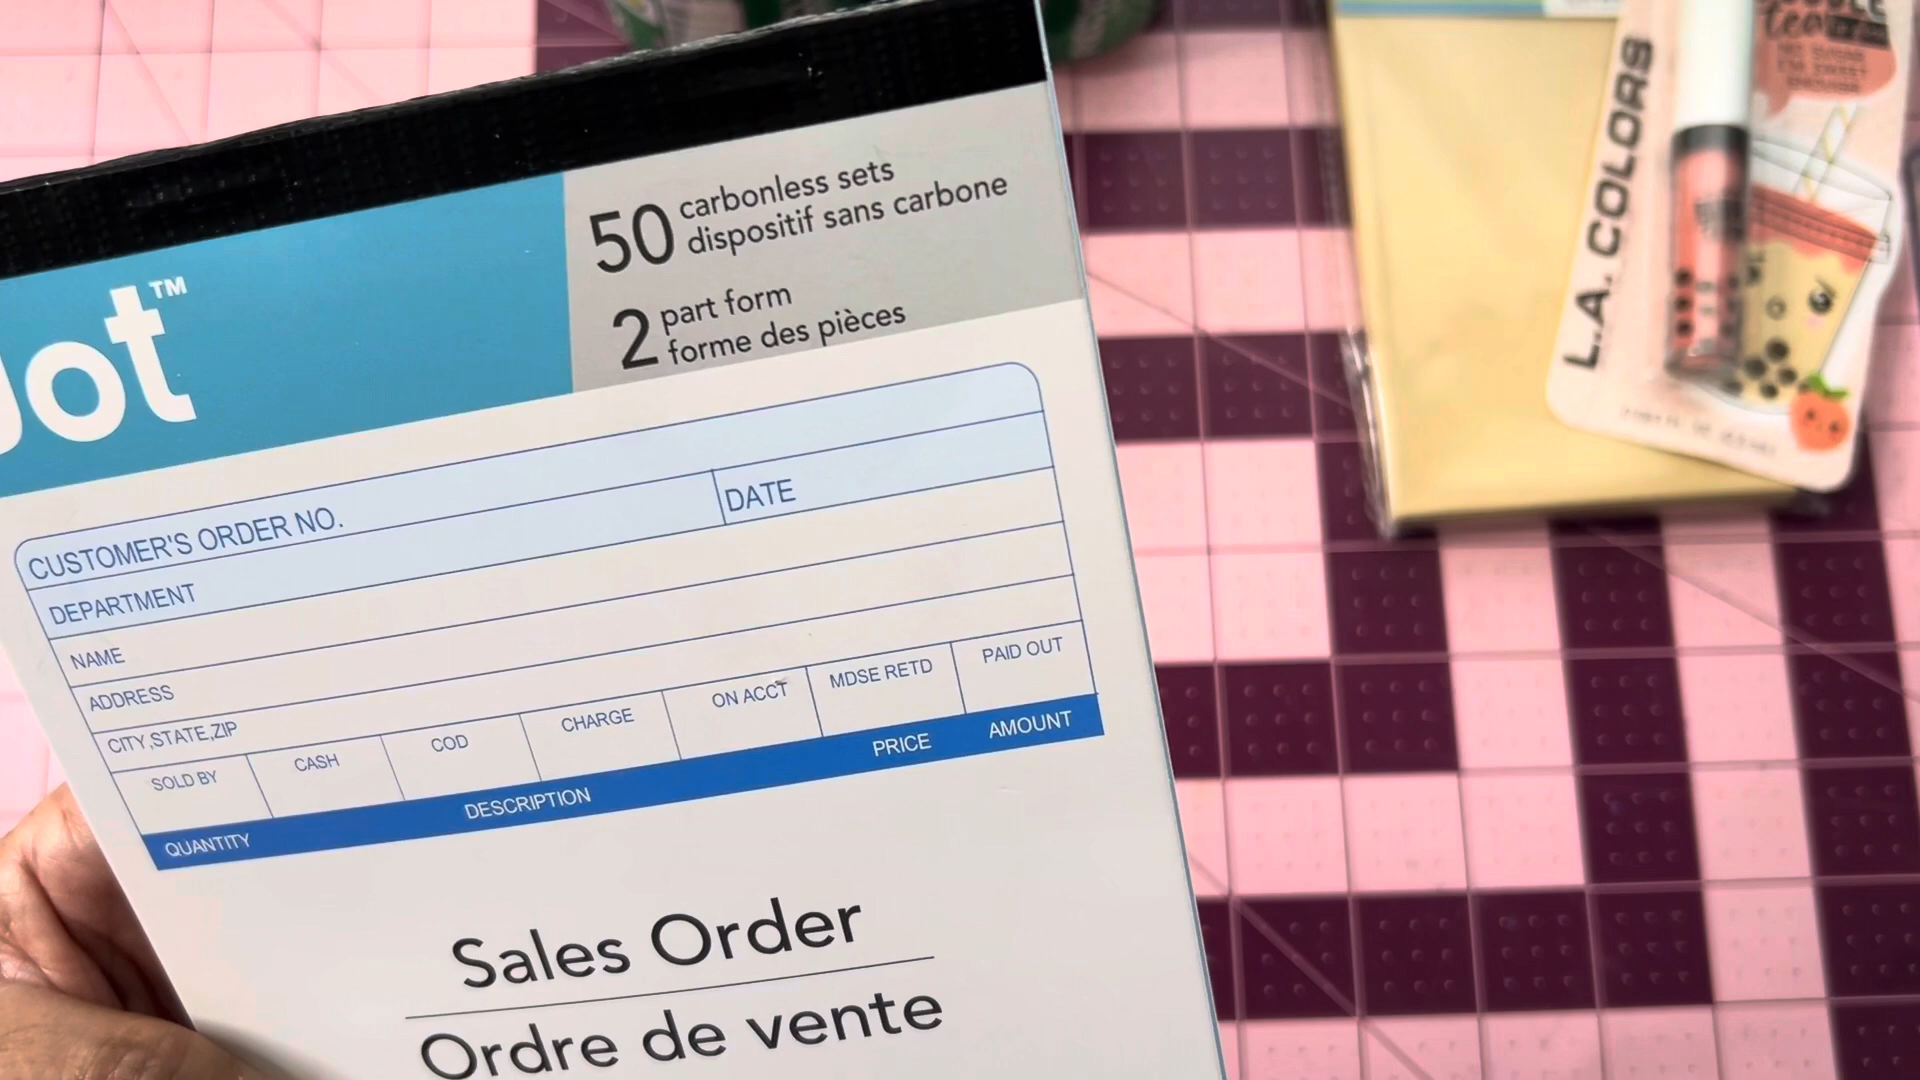 Jot™
50 carbonless sets
dispositif sans carbone
2 part form
forme des pièces
CUSTOMER'S ORDER NO.
DEPARTMENT
DATE
NAME
ADDRESS
CITY,STATE,ZIP
SOLD BY
CASH
COD
CHARGE
ON ACCT
MDSE RETD
PAID OUT
QUANTITY
DESCRIPTION
PRICE
AMOUNT
Sales Order
Ordre de vente
L.A. COLORS
tea